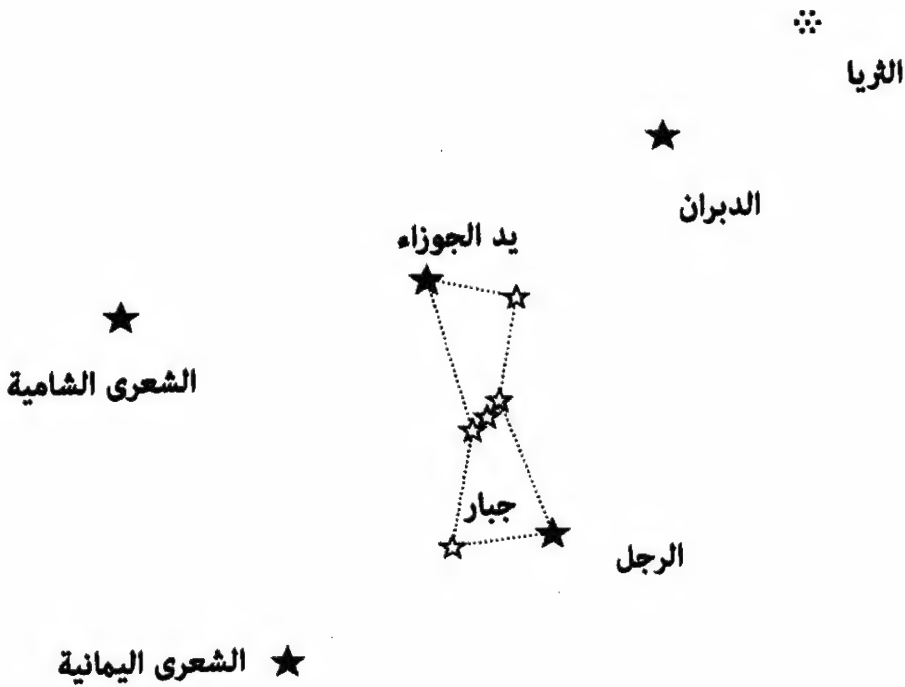 الثريا
الدبران
يد الجوزاء
الشعرى الشامية
جبار
الرجل
الشعرى اليمانية